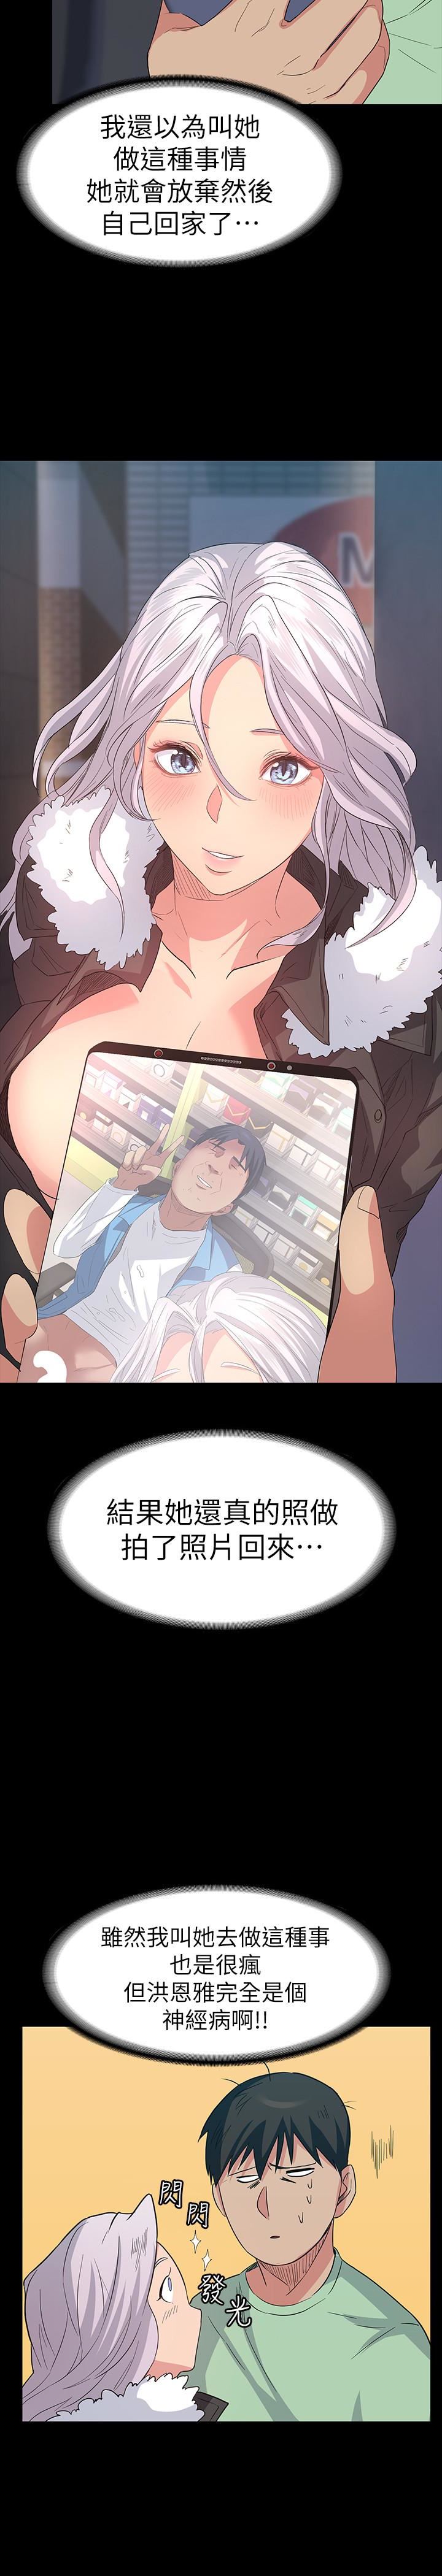 我還以為叫她
做這種事情
她就會放棄然後
自己回家了…
M
結果她還真的照做
拍了照片回來…
雖然我叫她去做這種事
也是很瘋
但洪恩雅完全是個
神經病啊!!
閃
閃
發
光